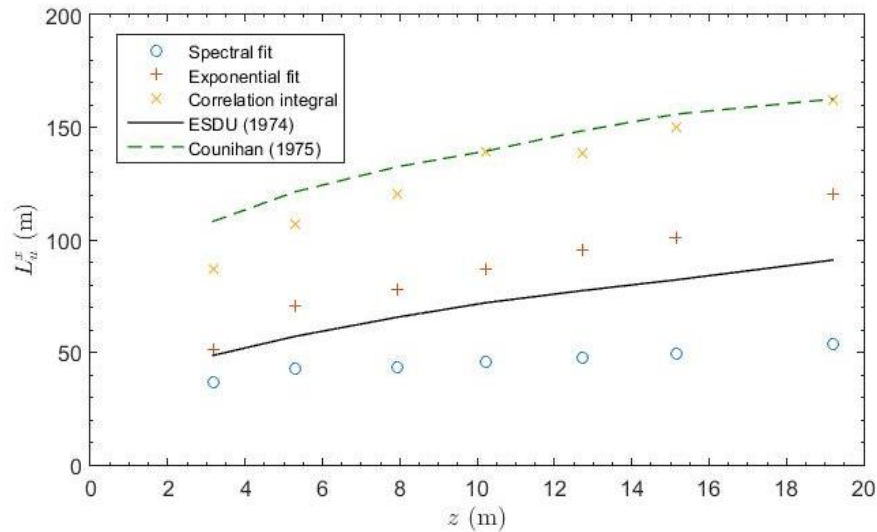 200
150
100
50
0
Spectral fit
Exponential fit
Correlation integral
ESDU (1974)
Counihan (1975)
L_u^x (m)
0 2 4 6 8 10 12 14 16 18 20
z (m)